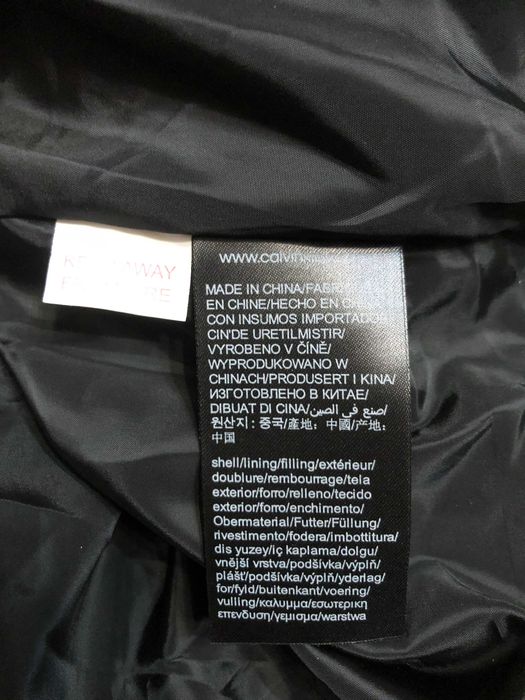 AWAY
www.calvin
MADE IN CHINA/FABR
EN CHINE/HECHO EN
CON INSUMOS IMPORTADOS
CIN'DE URETILMISTIR/
VYROBENO V ČÍNĚ/
WYPRODUKOWANO W
CHINACH/PRODUSERT I KINA/
ИЗГОТОВЛЕНО В КИТАЕ/
DIBUAT DI CINA/صنع في الصين/
원산지 : 중국/產地 : 中國/产地 :
中国
shell/lining/filling/extérieur/
doublure/rembourrage/tela
exterior/forro/relleno/tecido
exterior/forro/enchimento/
Obermaterial/Futter/Füllung/
rivestimento/fodera/imbottitura/
dis yuzey/iç kaplama/dolgu/
vnější vrstva/podšívka/výplň/
plášť/podšívka/výplň/yderlag/
for/fyld/buitenkant/voering/
vulling/καλυμμα/εσωτερικη
επενδυση/γεμισμα/warstwa